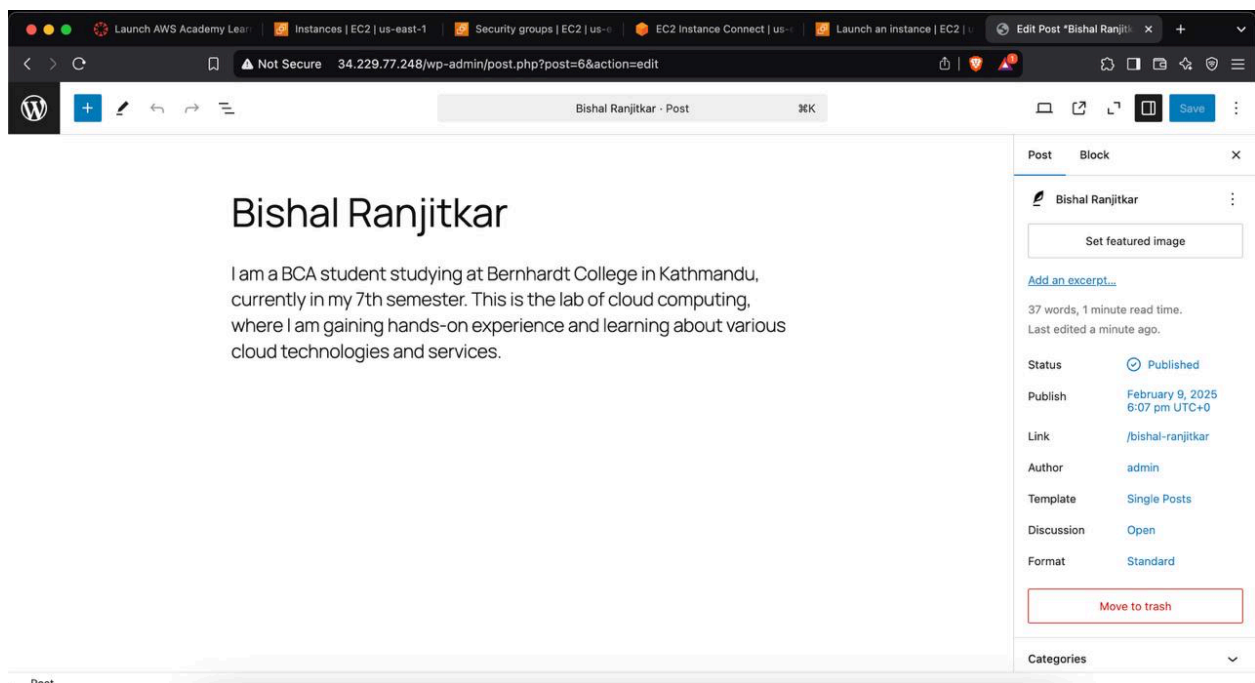 Launch AWS Academy Lear
Instances | EC2 | us-east-1
Security groups | EC2 | us-e
EC2 Instance Connect | us-
Launch an instance | EC2 | u
Edit Post "Bishal Ranjitk
Not Secure 34.229.77.248/wp-admin/post.php?post=6&action=edit
Bishal Ranjitkar · Post ⌘K
Save
Post Block
Bishal Ranjitkar
Bishal Ranjitkar
Set featured image
I am a BCA student studying at Bernhardt College in Kathmandu,
currently in my 7th semester. This is the lab of cloud computing,
where I am gaining hands-on experience and learning about various
cloud technologies and services.
Add an excerpt...
37 words, 1 minute read time.
Last edited a minute ago.
Status Published
Publish February 9, 2025
6:07 pm UTC+0
Link /bishal-ranjitkar
Author admin
Template Single Posts
Discussion Open
Format Standard
Move to trash
Categories
Post